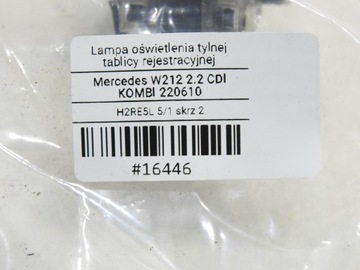 Lampa oświetlenia tylnej
tablicy rejestracyjnej
Mercedes W212 2.2 CDI
KOMBI 220610
H2RE5L 5/1 skrz 2
#16446